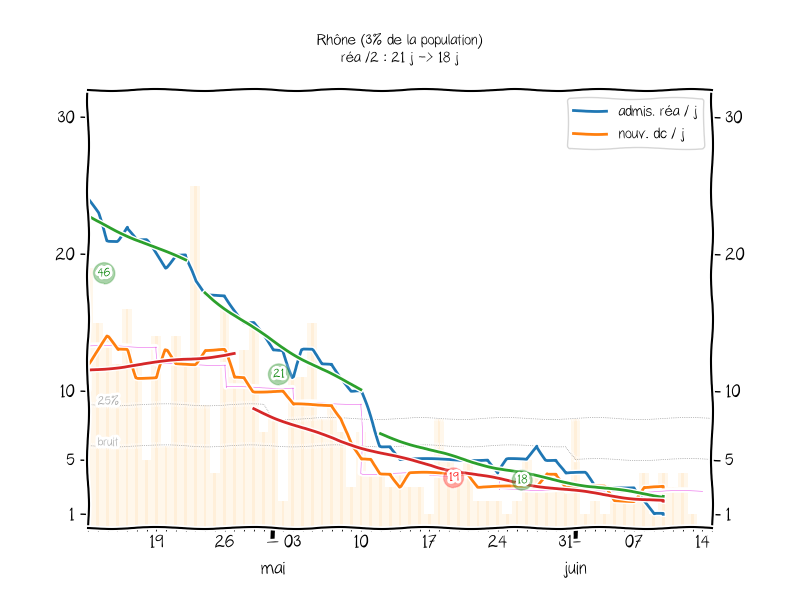 Rhône (3% de la population)
réa /2 : 21 j -> 18 j
admis. réa / j
nouv. dc / j
30
30
20
20
46
21
10
10
25%
bruit
5
5
19
18
1
1
19 26 03 10 17 24 31 07 14
mai juin